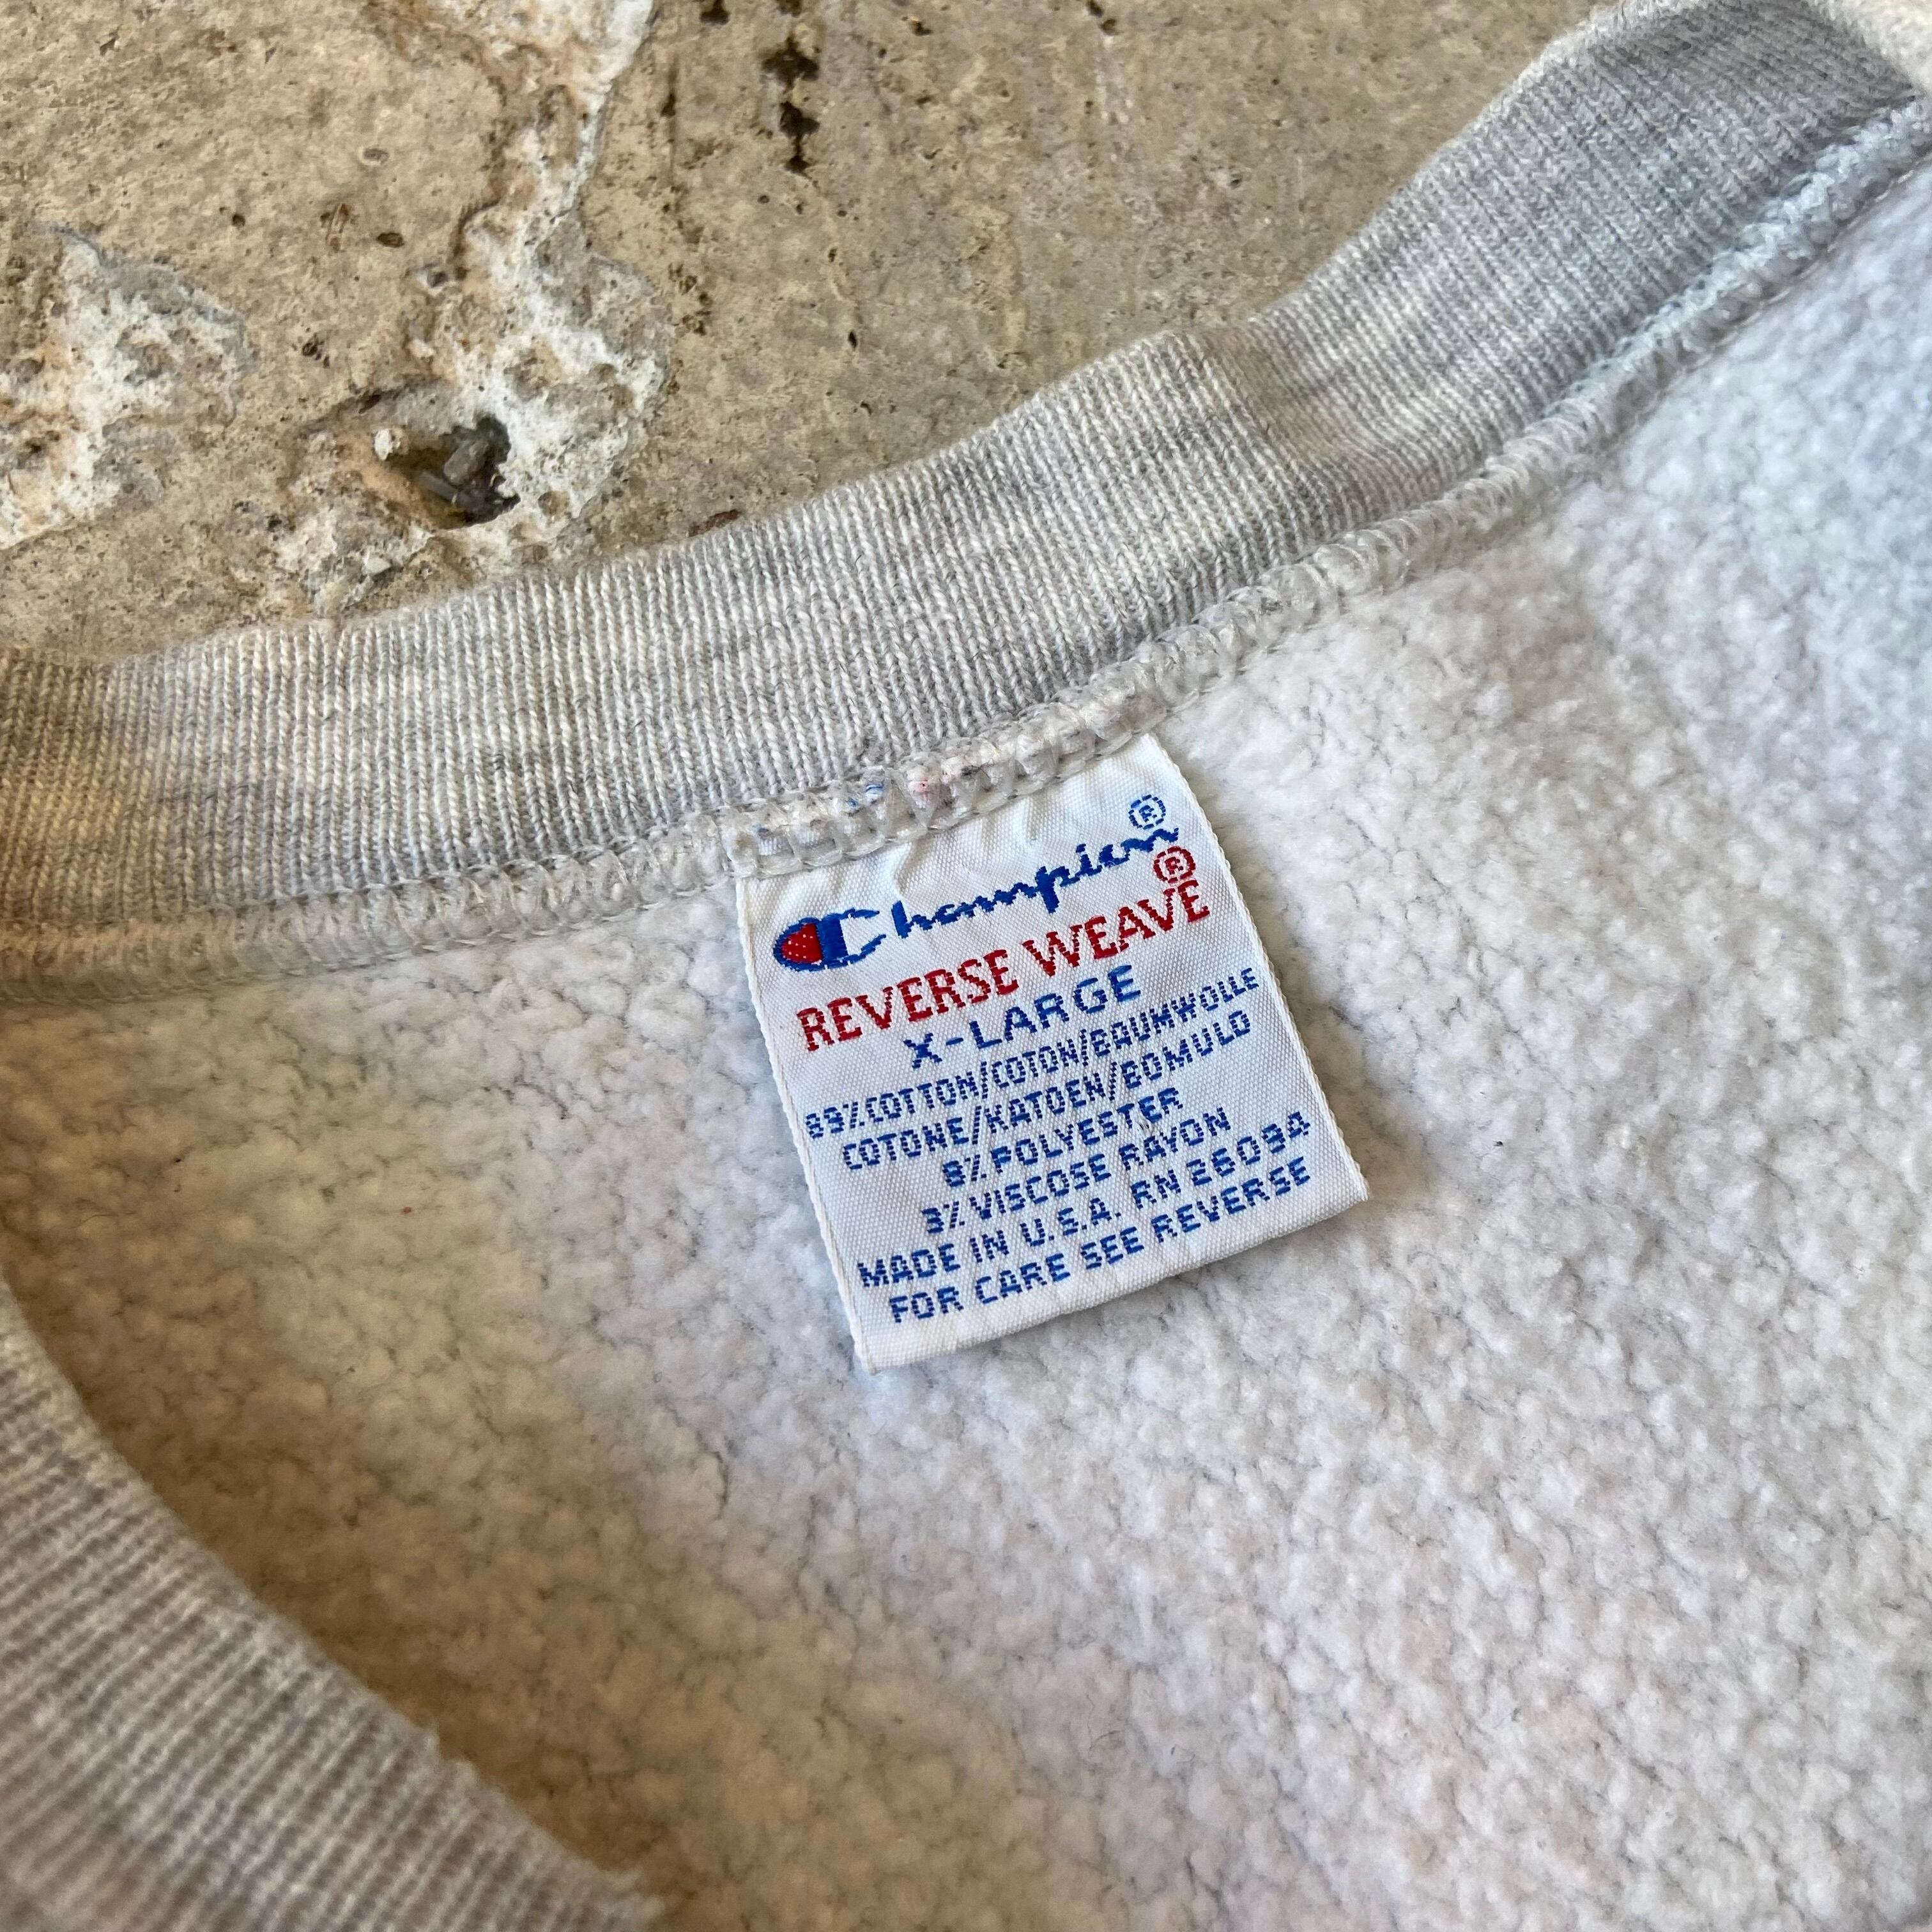 Champion®
REVERSE WEAVE®
X-LARGE
89%COTTON/COTON/BAUMWOLLE
COTONE/KATOEN/BOMULD
8%POLYESTER
3%VISCOSE RAYON
MADE IN U.S.A. RN 26094
FOR CARE SEE REVERSE